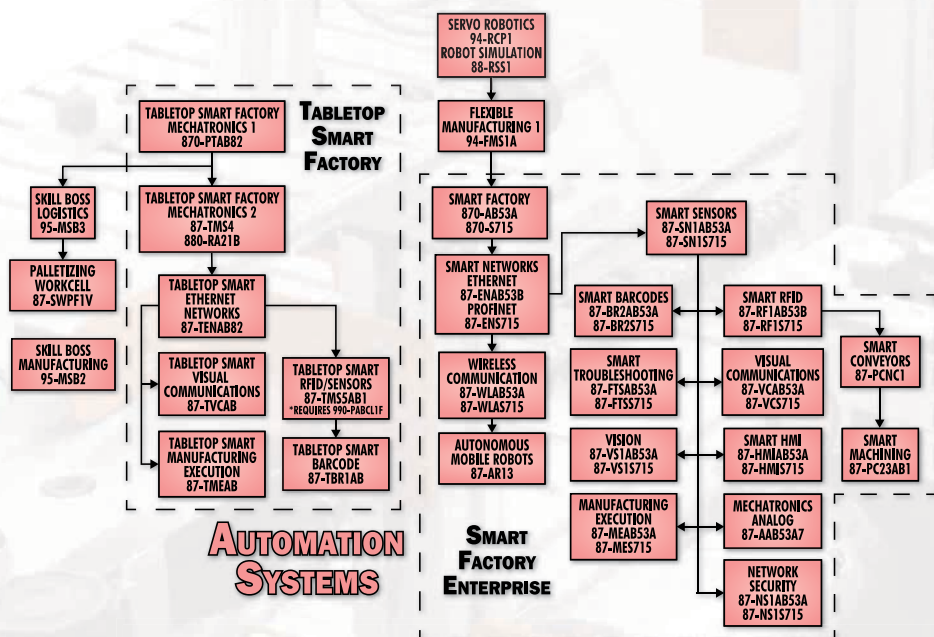 SERVO ROBOTICS
94-RCP1
ROBOT SIMULATION
88-RSS1
TABLETOP SMART FACTORY
MECHATRONICS 1
870-PTAB82
TABLETOP
SMART
FACTORY
FLEXIBLE
MANUFACTURING 1
94-FMS1A
SKILL BOSS
LOGISTICS
95-MSB3
TABLETOP SMART FACTORY
MECHATRONICS 2
87-TMS4
880-RA21B
SMART FACTORY
870-AB53A
870-S715
SMART SENSORS
87-SN1AB53A
87-SN1S715
PALLETIZING
WORKCELL
87-SWPF1V
TABLETOP SMART
ETHERNET
NETWORKS
87-TENAB82
SMART NETWORKS
ETHERNET
87-ENAB53B
PROFINET
87-ENS715
SMART BARCODES
87-BR2AB53A
87-BR2S715
SMART RFID
87-RF1AB53B
87-RF1S715
SKILL BOSS
MANUFACTURING
95-MSB2
TABLETOP SMART
VISUAL
COMMUNICATIONS
87-TVCAB
TABLETOP SMART
RFID/SENSORS
87-TMS5AB1
*REQUIRES 990-PABCL1F
WIRELESS
COMMUNICATION
87-WLAB53A
87-WLAS715
SMART
TROUBLESHOOTING
87-FTSAB53A
87-FTSS715
VISUAL
COMMUNICATIONS
87-VCAB53A
87-VCS715
SMART
CONVEYORS
87-PCNC1
TABLETOP SMART
MANUFACTURING
EXECUTION
87-TMEAB
TABLETOP SMART
BARCODE
87-TBR1AB
AUTONOMOUS
MOBILE ROBOTS
87-AR13
VISION
87-VS1AB53A
87-VS1S715
SMART HMI
87-HMIAB53A
87-HMIS715
SMART
MACHINING
87-PC23AB1
MANUFACTURING
EXECUTION
87-MEAB53A
87-MES715
MECHATRONICS
ANALOG
87-AAB53A7
AUTOMATION
SYSTEMS
SMART
FACTORY
ENTERPRISE
NETWORK
SECURITY
87-NS1AB53A
87-NS1S715